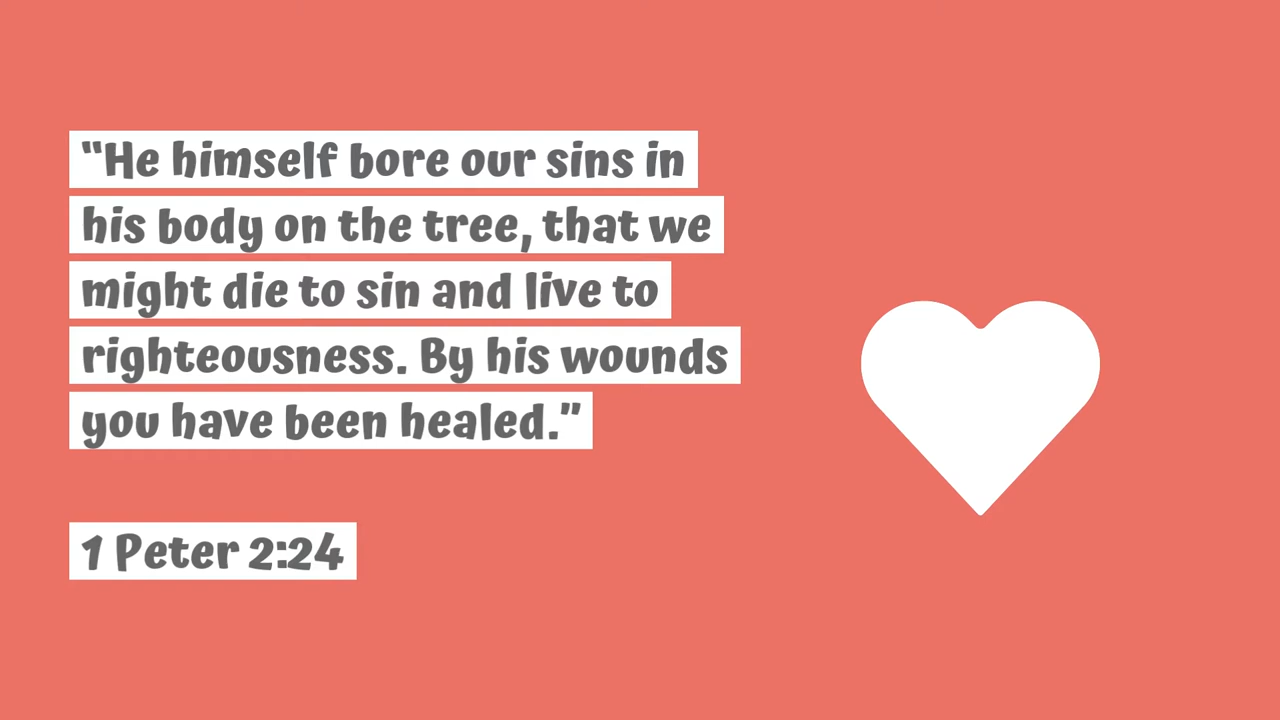 “He himself bore our sins in
his body on the tree, that we
might die to sin and live to
righteousness. By his wounds
you have been healed.”
1 Peter 2:24